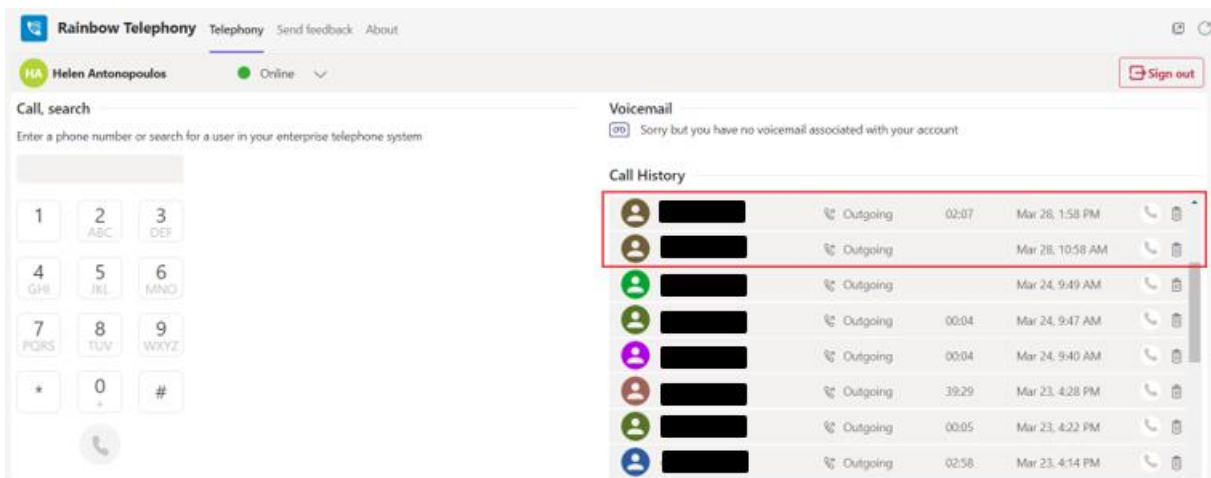 Rainbow Telephony Telephony Send feedback About
HA Helen Antonopoulos Online Sign out
Call, search
Enter a phone number or search for a user in your enterprise telephone system
1 2 ABC 3 DEF
4 GHI 5 JKL 6 MNO
7 PQRS 8 TUV 9 WXYZ
* 0 + #
Voicemail
Sorry but you have no voicemail associated with your account
Call History
Outgoing 02:07 Mar 28, 1:58 PM
Outgoing Mar 28, 10:58 AM
Outgoing Mar 24, 9:49 AM
Outgoing 00:04 Mar 24, 9:47 AM
Outgoing 00:04 Mar 24, 9:40 AM
Outgoing 39:29 Mar 23, 4:28 PM
Outgoing 00:05 Mar 23, 4:22 PM
Outgoing 02:58 Mar 23, 4:14 PM